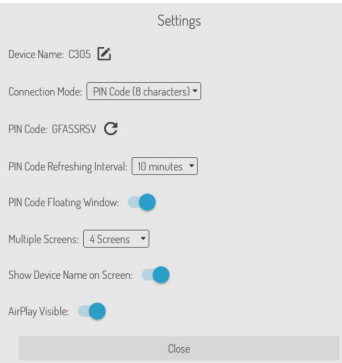 Settings
Device Name: C305
Connection Mode: PIN Code (8 characters)
PIN Code: GFASSRSV
PIN Code Refreshing Interval: 10 minutes
PIN Code Floating Window:
Multiple Screens: 4 Screens
Show Device Name on Screen:
AirPlay Visible:
Close